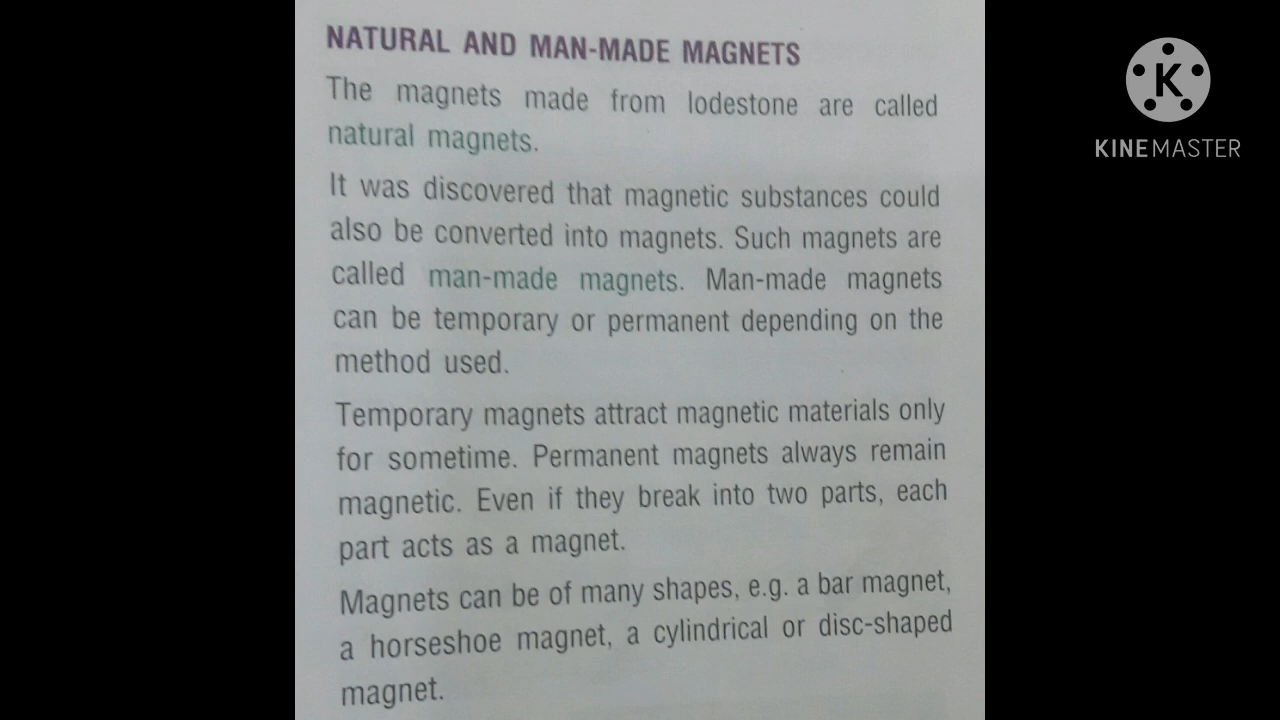 NATURAL AND MAN-MADE MAGNETS
The magnets made from lodestone are called
natural magnets.
It was discovered that magnetic substances could
also be converted into magnets. Such magnets are
called man-made magnets. Man-made magnets
can be temporary or permanent depending on the
method used.
Temporary magnets attract magnetic materials only
for sometime. Permanent magnets always remain
magnetic. Even if they break into two parts, each
part acts as a magnet.
Magnets can be of many shapes, e.g. a bar magnet,
a horseshoe magnet, a cylindrical or disc-shaped
magnet.
K
KINEMASTER